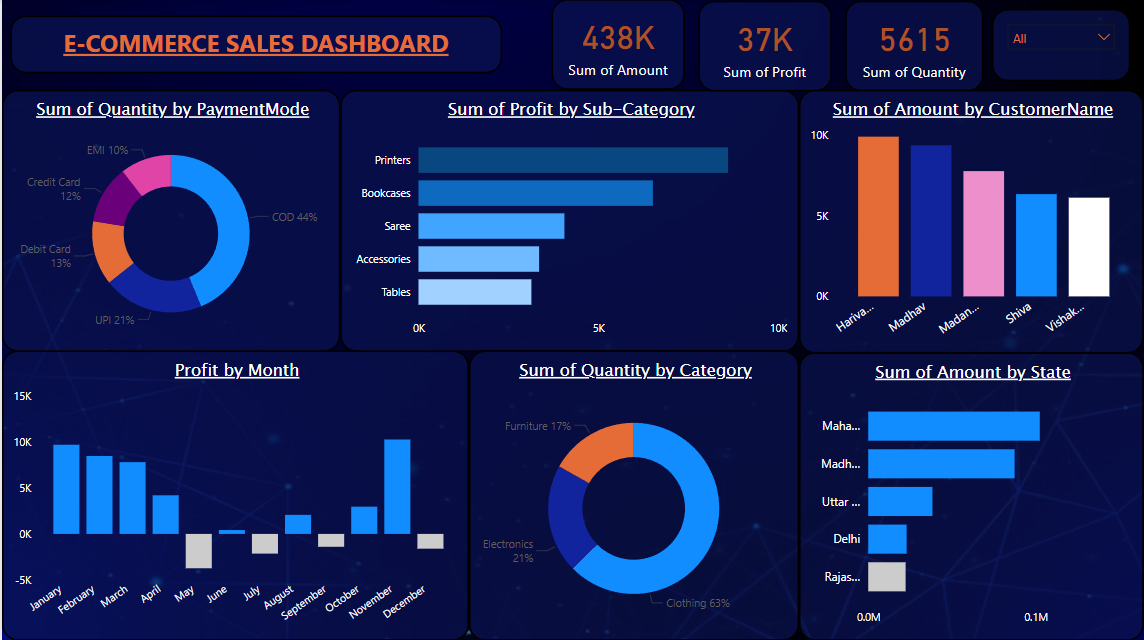 E-COMMERCE SALES DASHBOARD
438K
Sum of Amount
37K
Sum of Profit
5615
Sum of Quantity
All
Sum of Quantity by PaymentMode
EMI 10%
Credit Card
12%
COD 44%
Debit Card
13%
UPI 21%
Sum of Profit by Sub-Category
Printers
Bookcases
Saree
Accessories
Tables
0K
5K
10K
Sum of Amount by CustomerName
10K
5K
0K
Hariva...
Madhav
Madan...
Shiva
Vishak...
Profit by Month
15K
10K
5K
0K
-5K
January
February
March
April
May
June
July
August
September
October
November
December
Sum of Quantity by Category
Furniture 17%
Electronics
21%
Clothing 63%
Sum of Amount by State
Maha...
Madh...
Uttar ...
Delhi
Rajas...
0.0M
0.1M